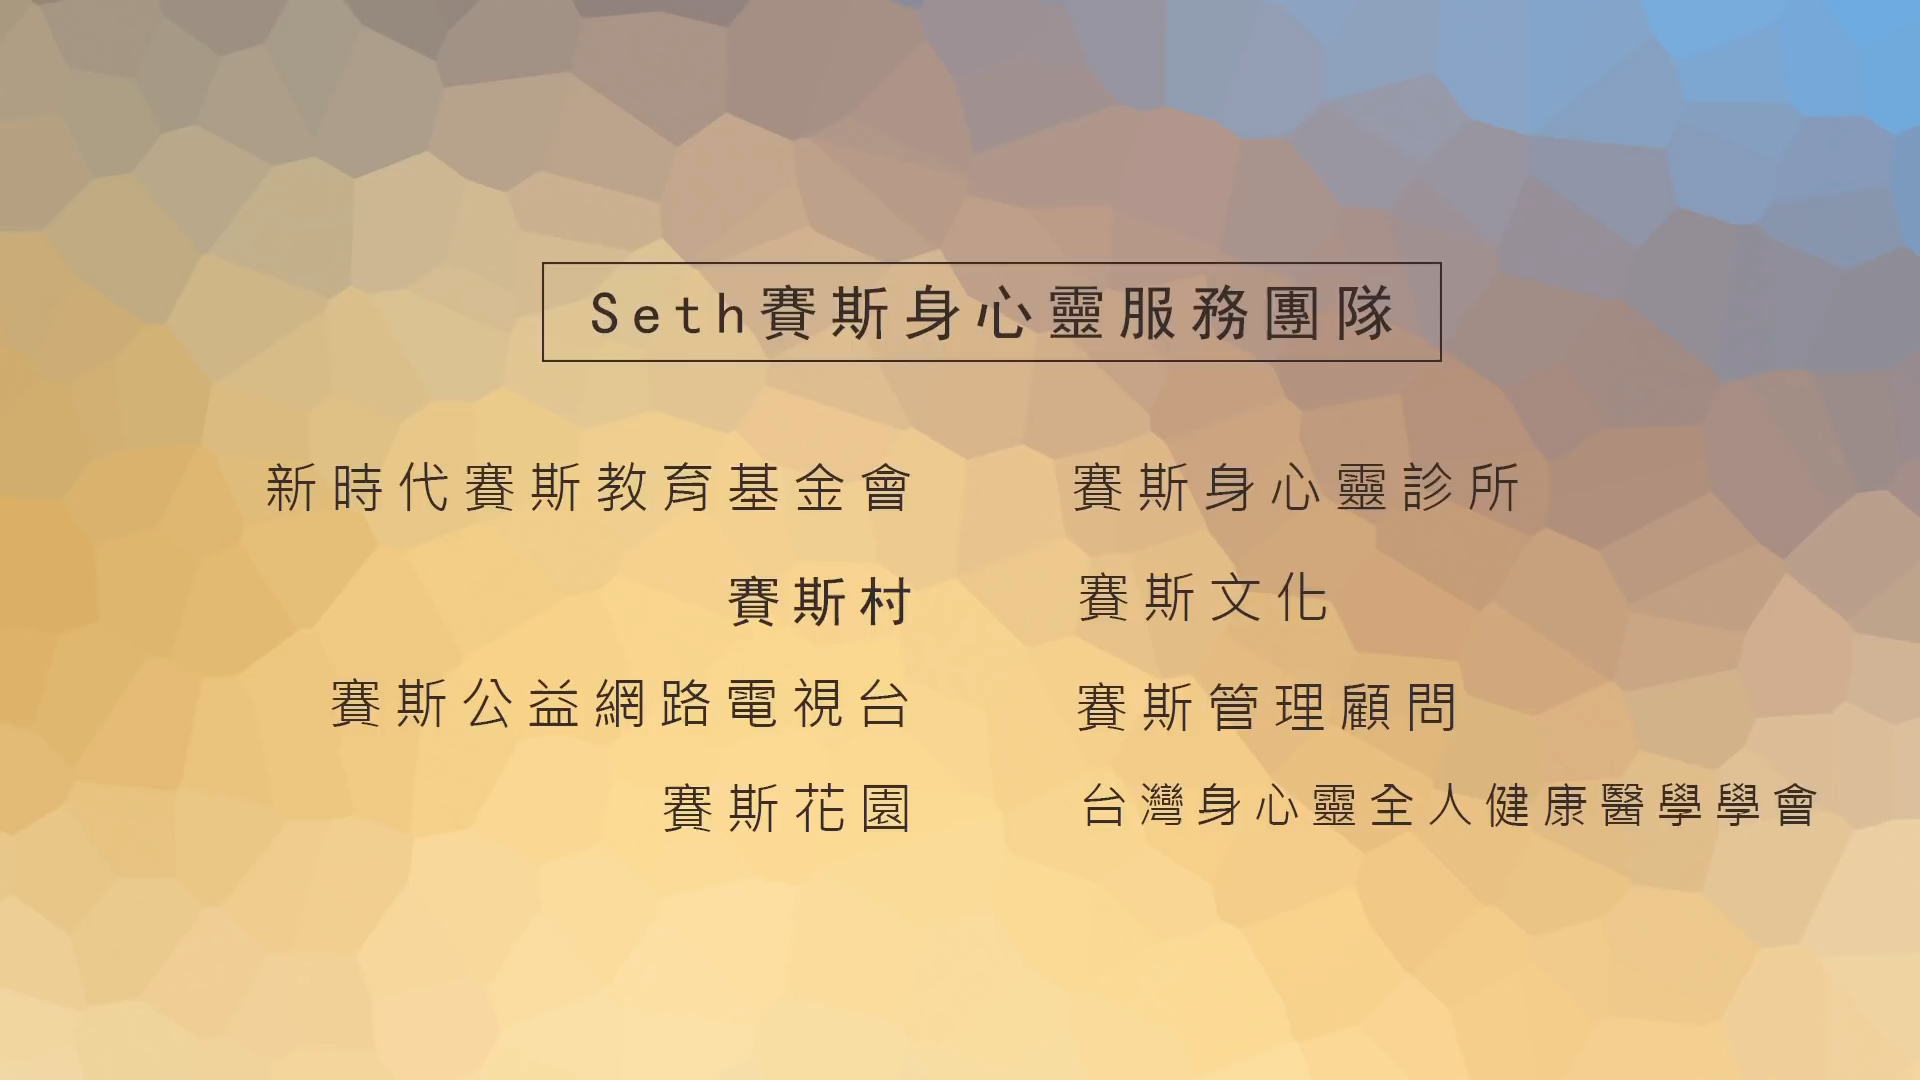 Seth賽斯身心靈服務團隊
新時代賽斯教育基金會
賽斯身心靈診所
賽斯村
賽斯文化
賽斯公益網路電視台
賽斯管理顧問
賽斯花園
台灣身心靈全人健康醫學學會